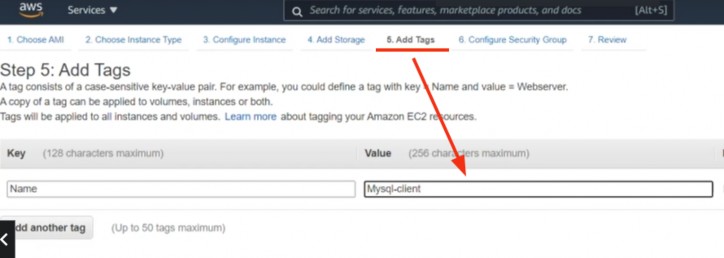 aws
Services
Search for services, features, marketplace products, and docs
[Alt+5]
1. Choose AMI
2. Choose Instance Type
3. Configure Instance
4. Add Storage
5. Add Tags
6. Configure Security Group
7. Review
Step 5: Add Tags
A tag consists of a case-sensitive key-value pair. For example, you could define a tag with key = Name and value = Webserver.
A copy of a tag can be applied to volumes, instances or both.
Tags will be applied to all instances and volumes. Learn more about tagging your Amazon EC2 resources.
Key (128 characters maximum)
Value (256 characters maximum)
Name
Mysql-client
dd another tag
(Up to 50 tags maximum)